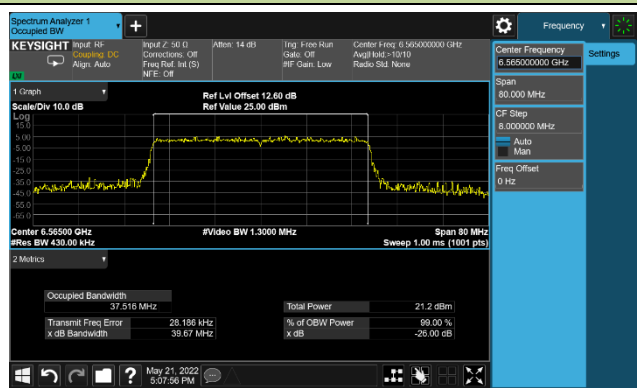 Spectrum Analyzer 1
Occupied BW
+
Frequency
KEYSIGHT
Input: RF
Coupling: DC
Align: Auto
Input Z: 50 Ω
Corrections: Off
Freq Ref: Int (S)
NFE: Off
Atten: 14 dB
Trig: Free Run
Gate: Off
#IF Gain: Low
Center Freq: 6.565000000 GHz
Avg|Hold:>10/10
Radio Std: None
Center Frequency
6.565000000 GHz
Settings
Span
80.000 MHz
CF Step
8.000000 MHz
Auto
Man
Freq Offset
0 Hz
1 Graph
Scale/Div 10.0 dB
Ref Lvl Offset 12.60 dB
Ref Value 25.00 dBm
Log
15.0
5.00
-5.00
-15.0
-25.0
-35.0
-45.0
-55.0
-65.0
Center 6.56500 GHz
#Res BW 430.00 kHz
#Video BW 1.3000 MHz
Span 80 MHz
Sweep 1.00 ms (1001 pts)
2 Metrics
Occupied Bandwidth
37.516 MHz
Total Power 21.2 dBm
Transmit Freq Error 28.186 kHz
% of OBW Power 99.00 %
x dB Bandwidth 39.67 MHz
x dB -26.00 dB
?
May 21, 2022
5:07:56 PM